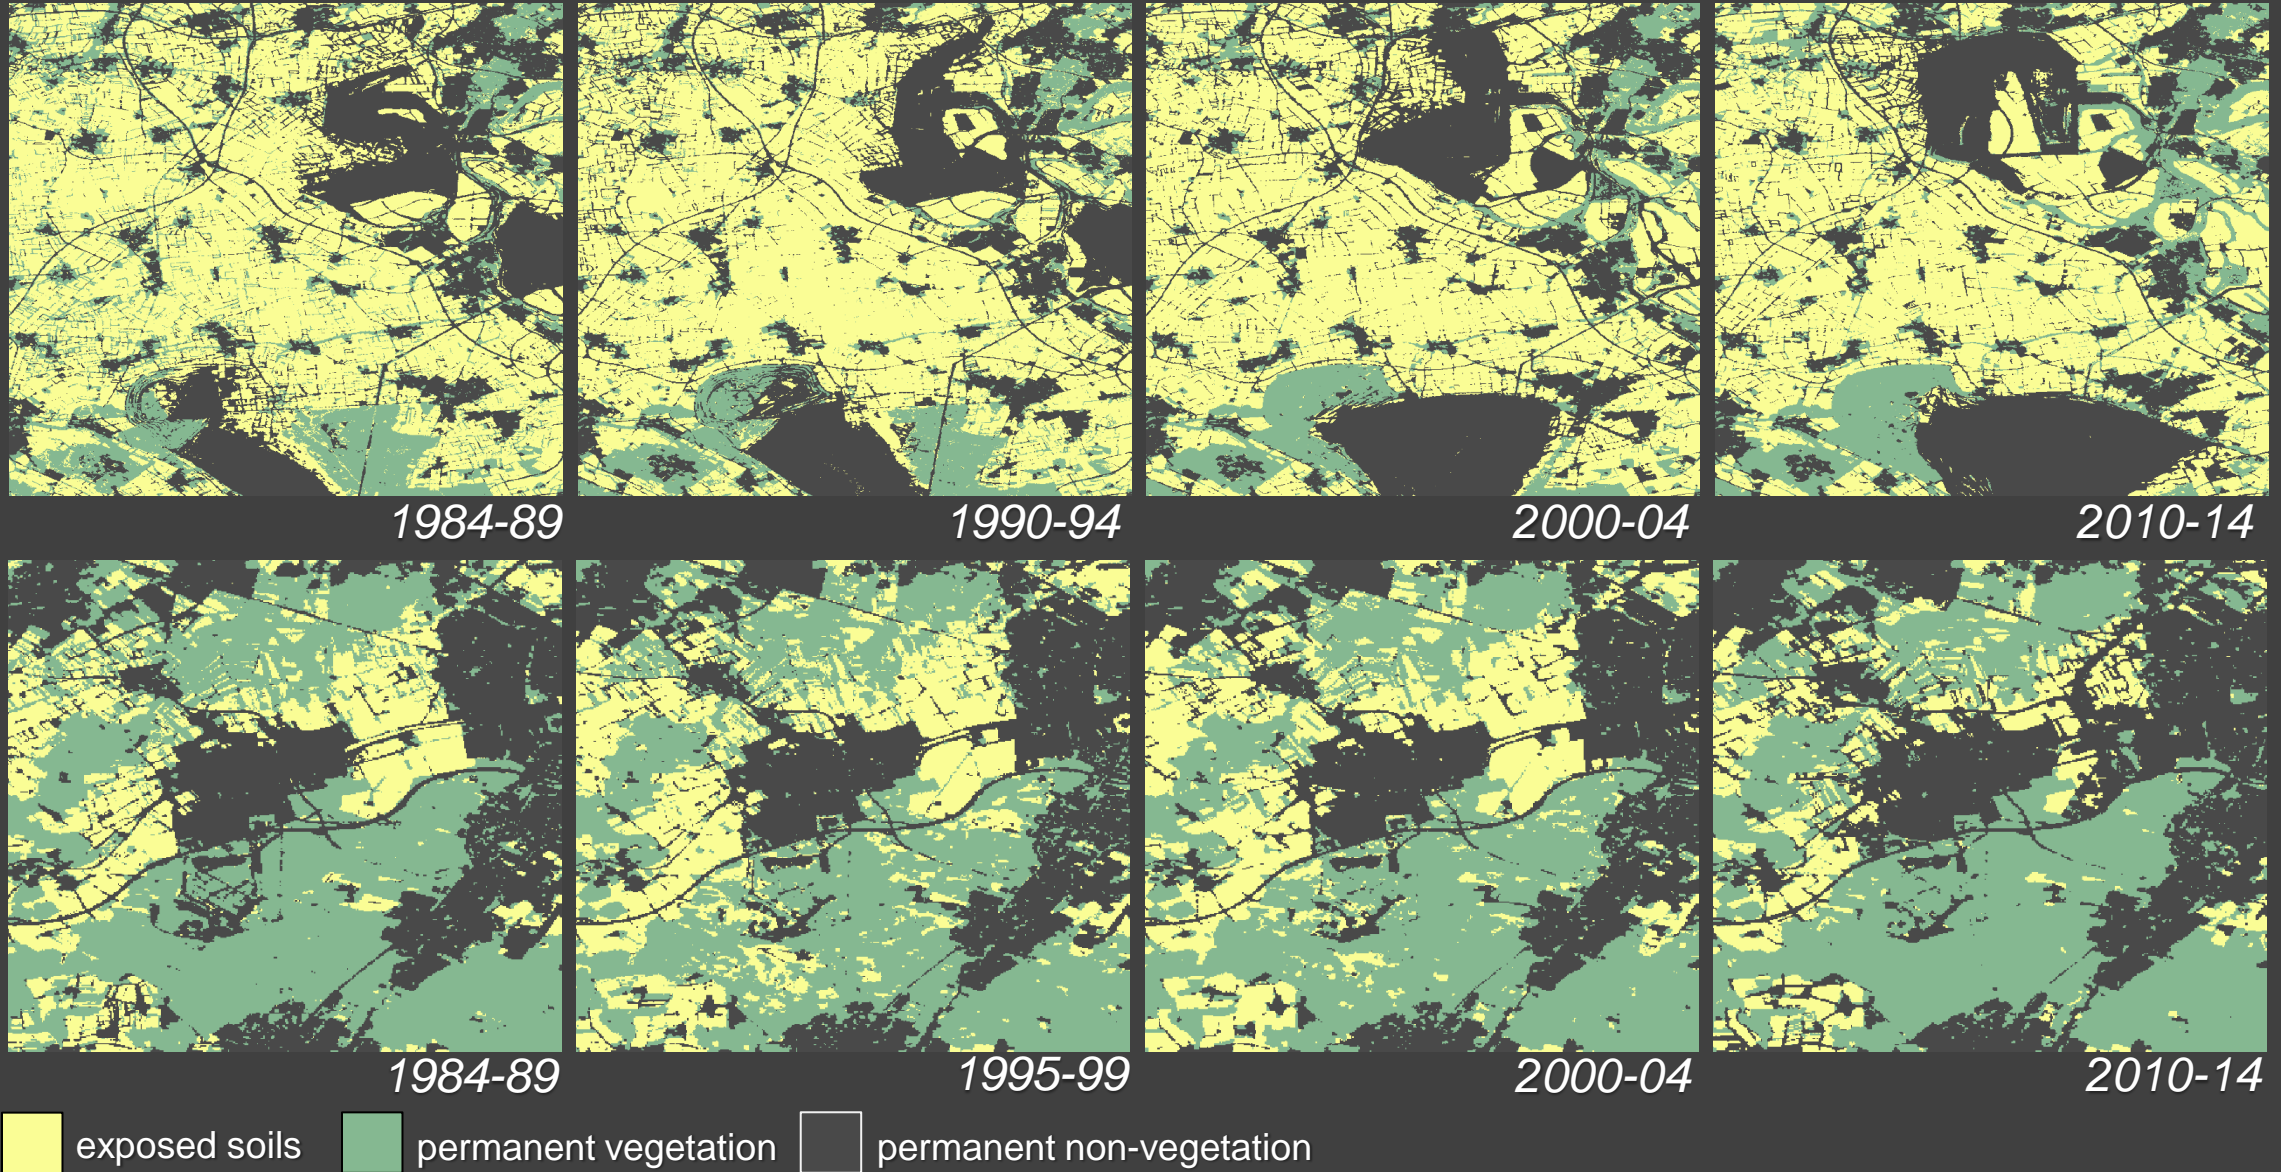 1984-89
1990-94
2000-04
2010-14
1984-89
1995-99
2000-04
2010-14
exposed soils
permanent vegetation
permanent non-vegetation